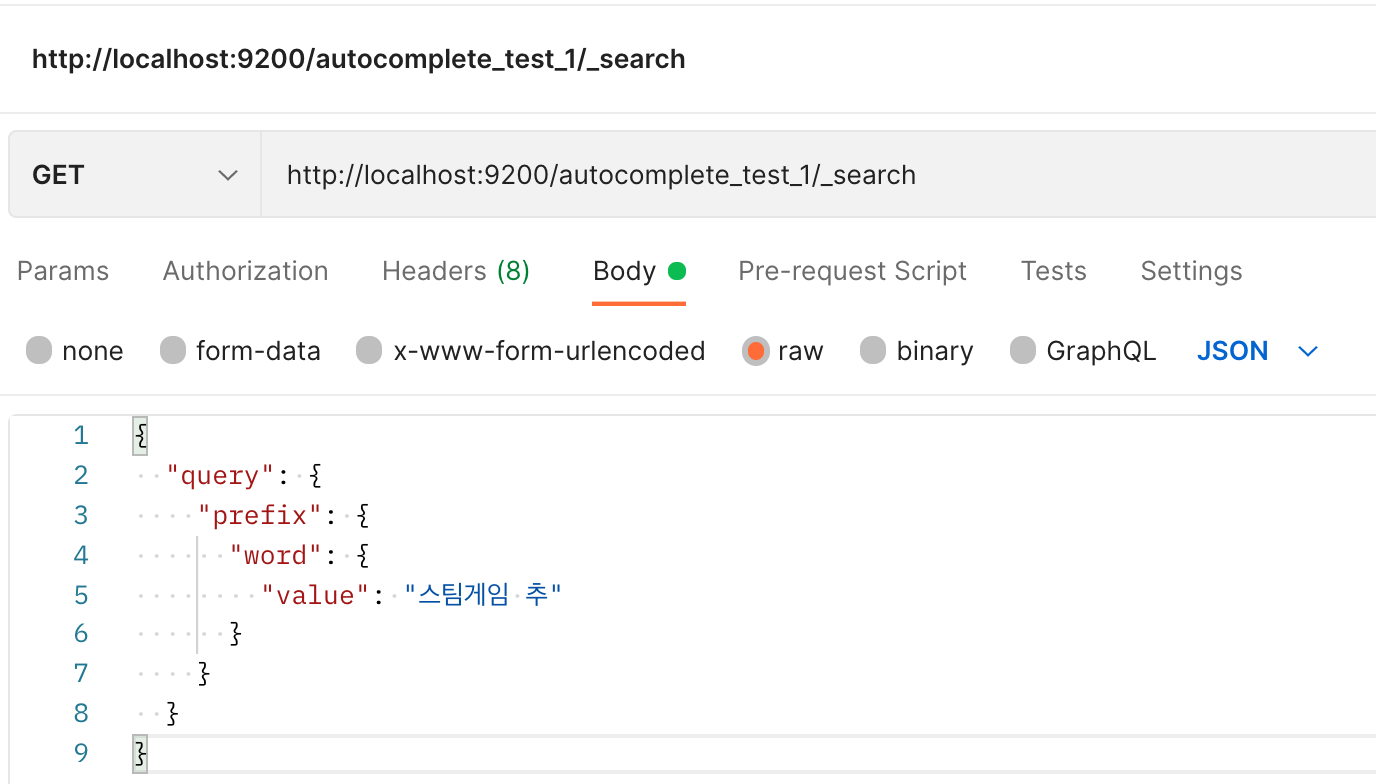 http://localhost:9200/autocomplete_test_1/_search
GET http://localhost:9200/autocomplete_test_1/_search
Params Authorization Headers (8) Body Pre-request Script Tests Settings
none form-data x-www-form-urlencoded raw binary GraphQL JSON
1 {
2   "query": {
3     "prefix": {
4       "word": {
5         "value": "스팀게임 추"
6       }
7     }
8   }
9 }